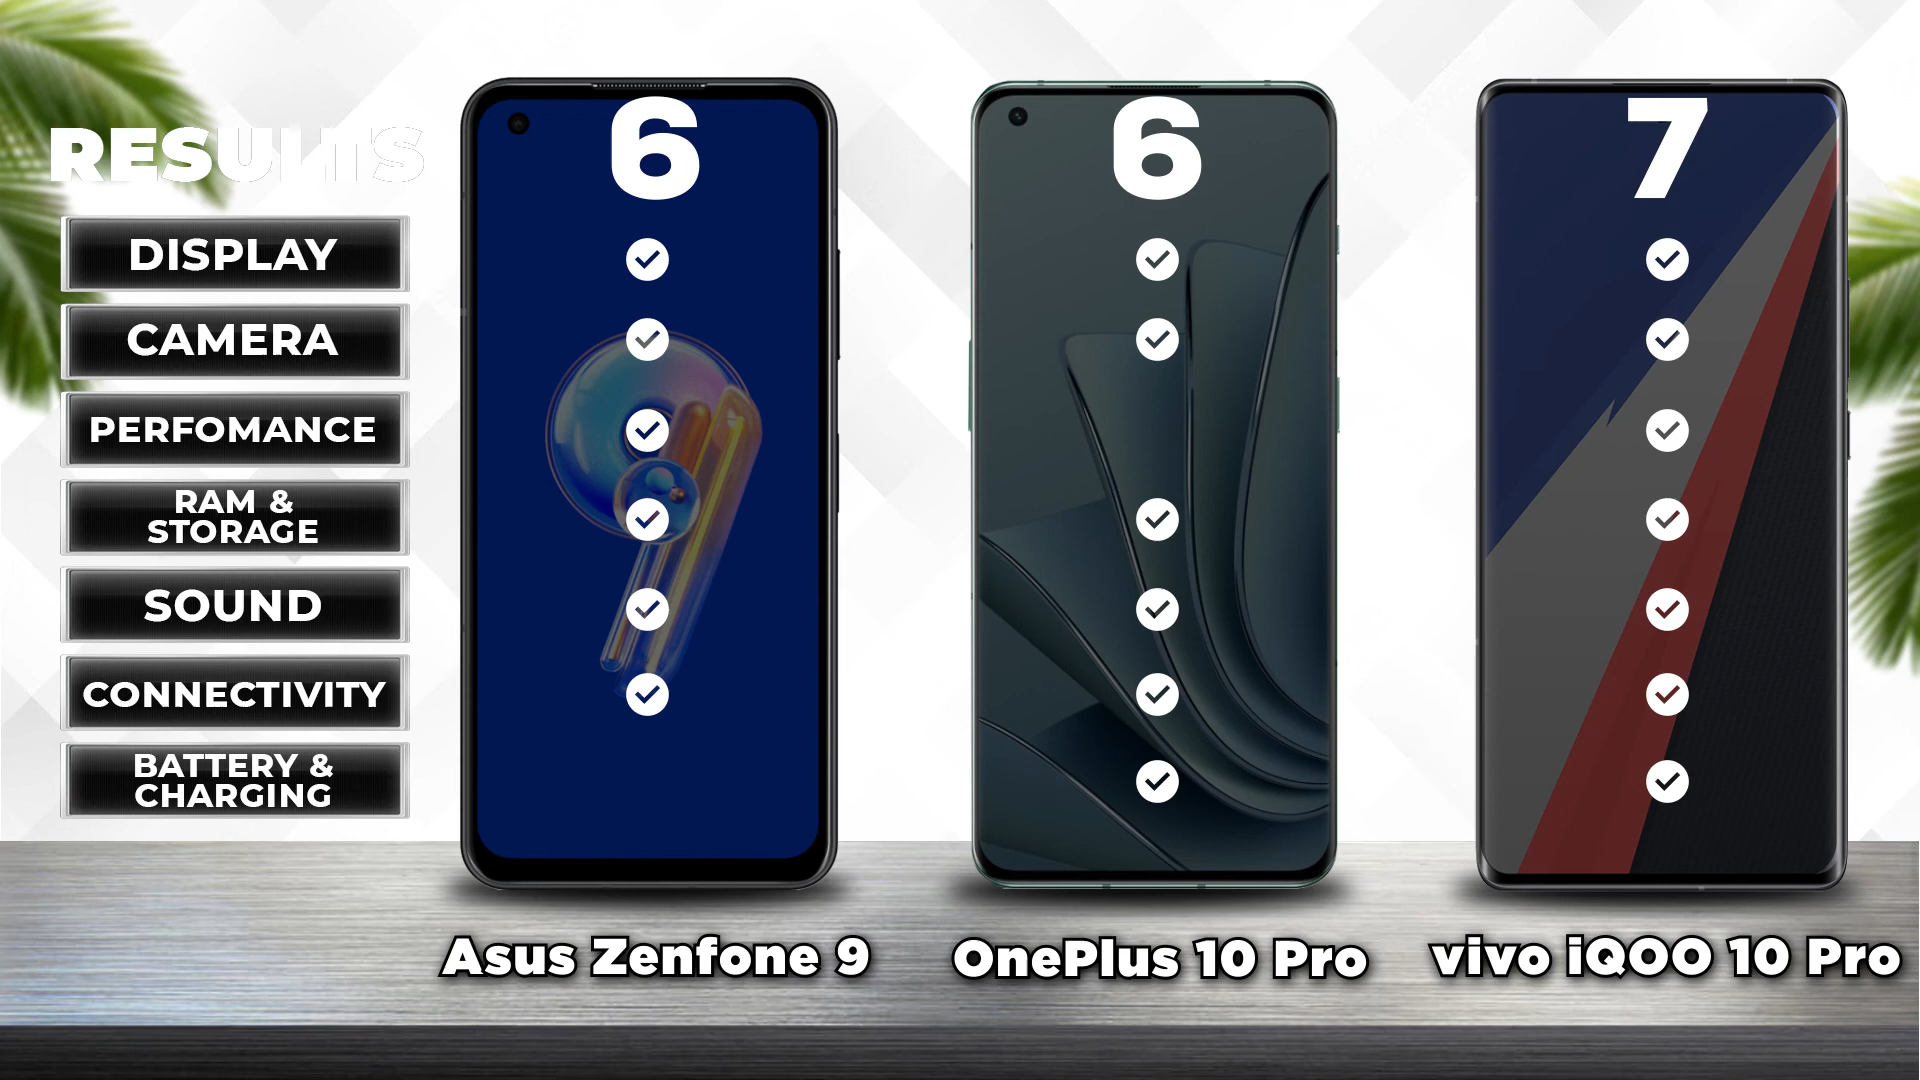 RESULTS
6
6
7
DISPLAY
CAMERA
PERFOMANCE
RAM &
STORAGE
SOUND
CONNECTIVITY
BATTERY &
CHARGING
Asus Zenfone 9
OnePlus 10 Pro
vivo iQOO 10 Pro